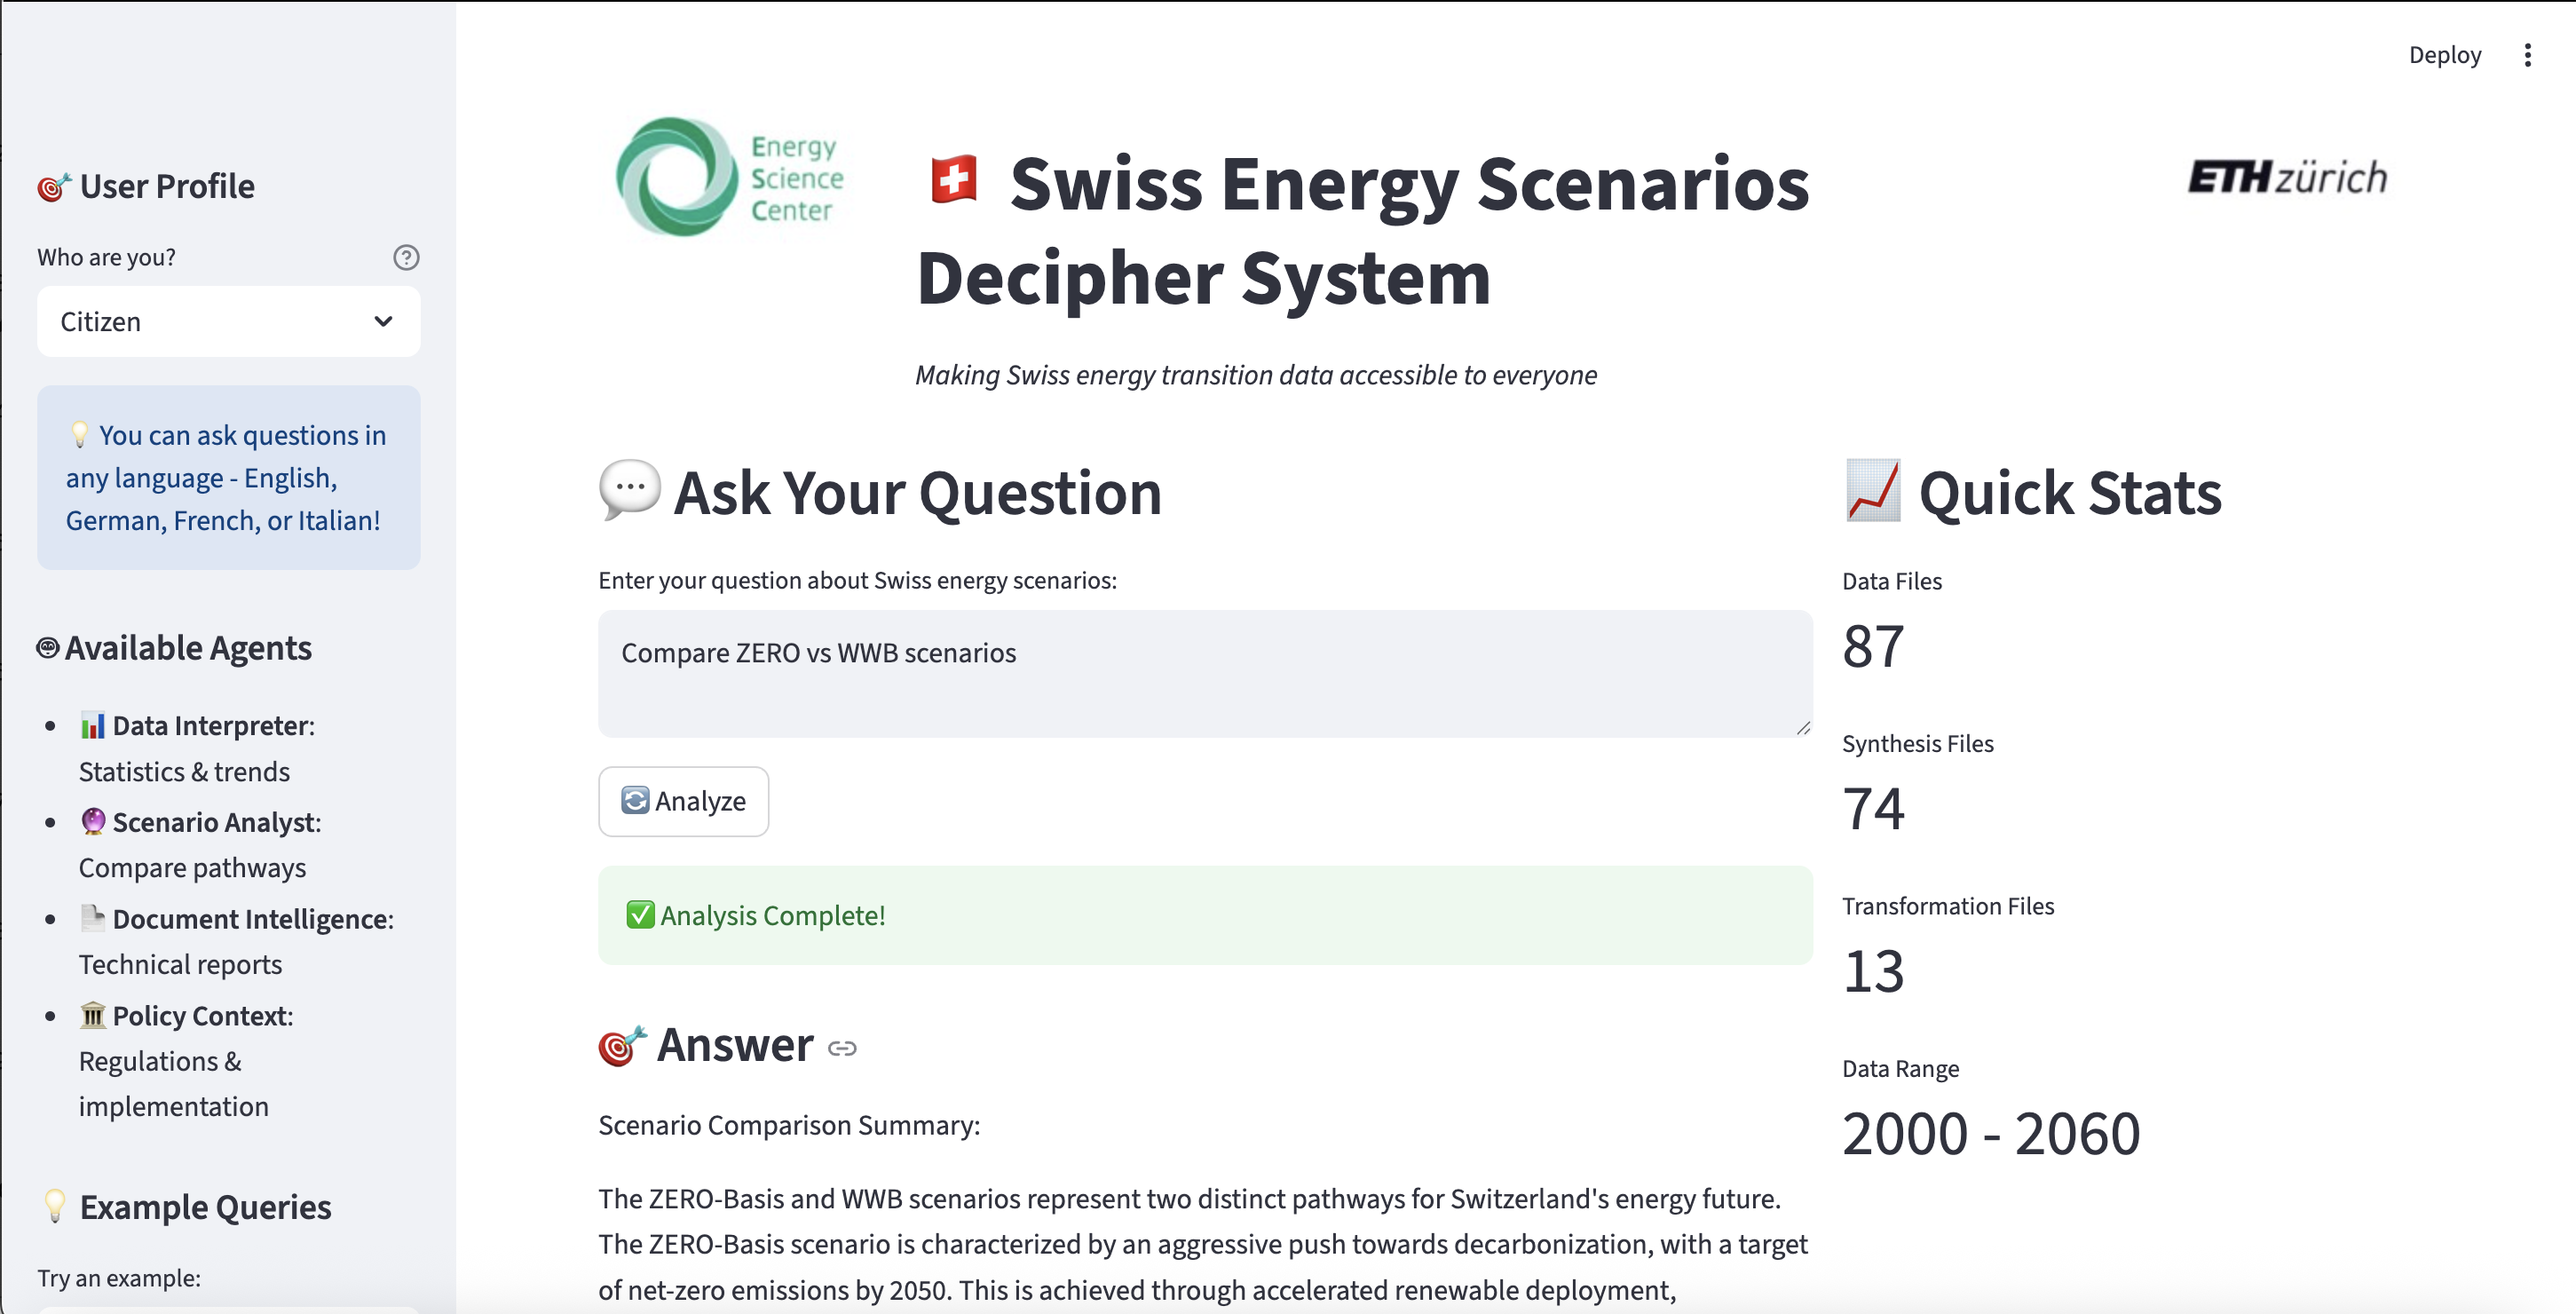 Deploy
User Profile
Who are you?
Citizen
You can ask questions in
any language - English,
German, French, or Italian!
Available Agents
Data Interpreter:
Statistics & trends
Scenario Analyst:
Compare pathways
Document Intelligence:
Technical reports
Policy Context:
Regulations &
implementation
Example Queries
Try an example:
Energy
Science
Center
Swiss Energy Scenarios
Decipher System
Making Swiss energy transition data accessible to everyone
ETH zürich
Ask Your Question
Enter your question about Swiss energy scenarios:
Compare ZERO vs WWB scenarios
Analyze
Analysis Complete!
Answer
Scenario Comparison Summary:
The ZERO-Basis and WWB scenarios represent two distinct pathways for Switzerland's energy future.
The ZERO-Basis scenario is characterized by an aggressive push towards decarbonization, with a target
of net-zero emissions by 2050. This is achieved through accelerated renewable deployment,
Quick Stats
Data Files
87
Synthesis Files
74
Transformation Files
13
Data Range
2000 - 2060